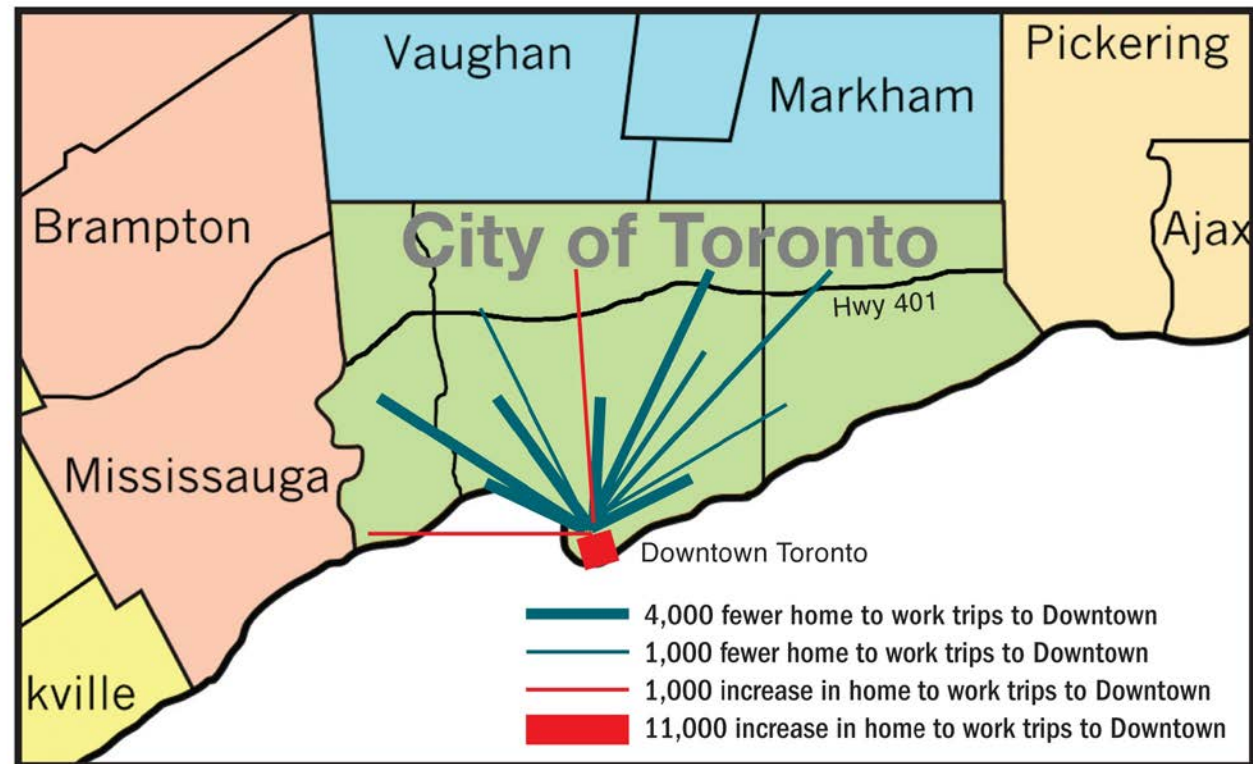 Vaughan
Pickering
Markham
Brampton
City of Toronto
Ajax
Hwy 401
Mississauga
Downtown Toronto
4,000 fewer home to work trips to Downtown
1,000 fewer home to work trips to Downtown
kville
1,000 increase in home to work trips to Downtown
11,000 increase in home to work trips to Downtown